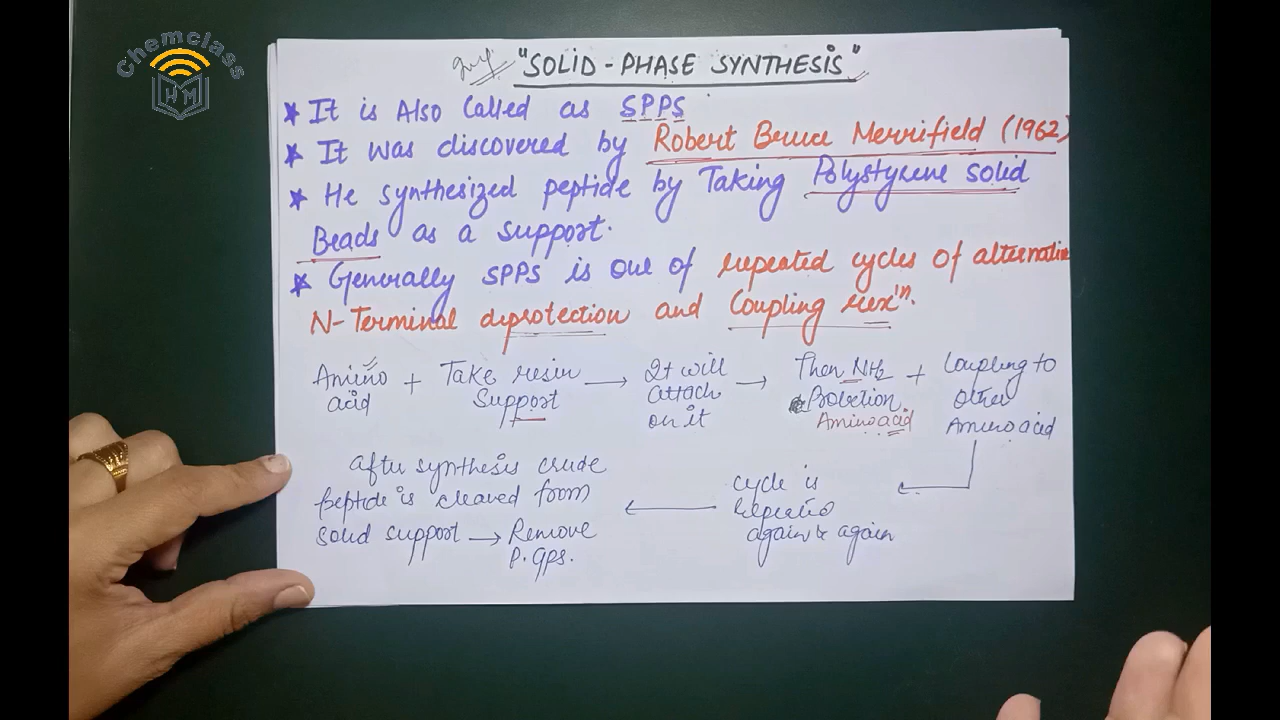 Chemclass
HM
Imp "SOLID-PHASE SYNTHESIS"
* It is Also Called as SPPS
* It was discovered by Robert Bruce Merrifield (1962)
* He synthesized peptide by Taking Polystyrene solid
Beads as a support.
* Generally SPPS is one of repeated cycles of alternative
N-Terminal deprotection and Coupling rexⁿ.
Amino acid + Take resin Support → It will attach on it → Then NH2 Protection Amino acid + Coupling to other Amino acid
cycle is
Repeated
again & again
After synthesis crude
peptide is cleaved from
solid support → Remove
P. gps.